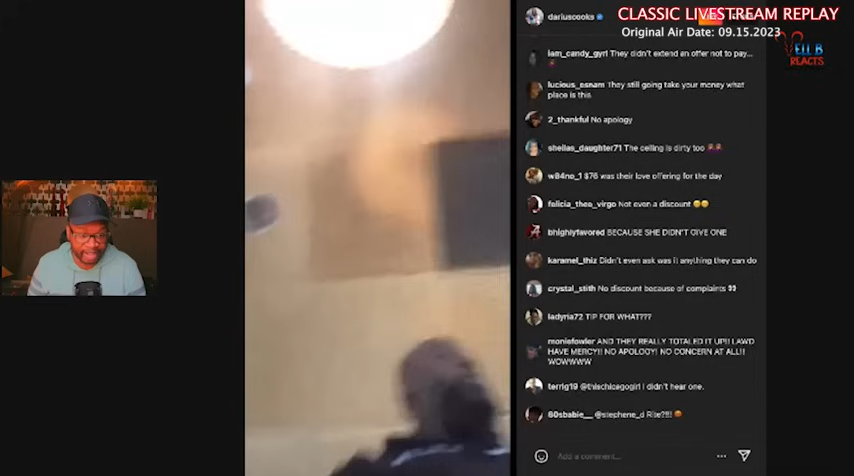 dariuscooks
CLASSIC LIVESTREAM REPLAY
Original Air Date: 09.15.2023
VELL B
REACTS
iam_candy_gyrl They didn't extend an offer not to pay...
lucious_esnam They still going take your money what
place is this
2_thankful No apology
sheilas_daughter71 The ceiling is dirty too
w84no_1 $76 was their love offering for the day
felicia_thee_virgo Not even a discount
bhighlyfavored BECAUSE SHE DIDN'T GIVE ONE
karamel_thiz Didn't even ask was it anything they can do
crystal_stith No discount because of complaints
ladyria72 TIP FOR WHAT???
moniefowler AND THEY REALLY TOTALED IT UP!! LAWD
HAVE MERCY!! NO APOLOGY! NO CONCERN AT ALL!!
WOWWWW
terrig19 @thischicagogirl I didn't hear one.
80sbabie__ @stephene_d Rite?!!!
Add a comment...